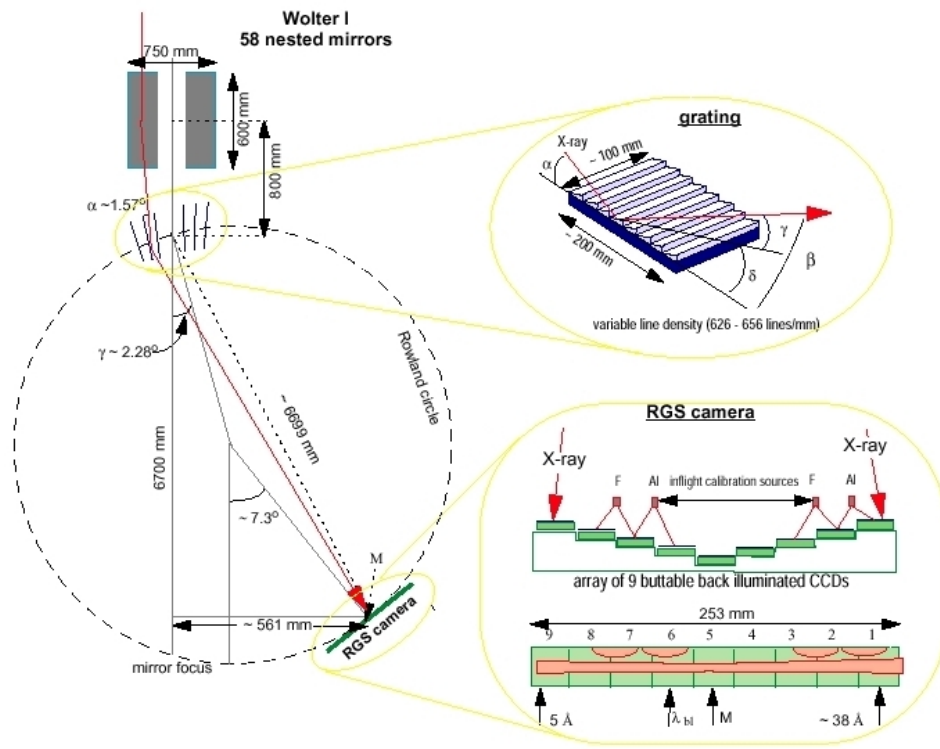 Wolter I
58 nested mirrors
750 mm
600 mm
800 mm
α ~1.57°
grating
X-ray
~ 100 mm
α
~ 200 mm
γ
β
δ
variable line density (626 - 656 lines/mm)
γ ~ 2.28°
Rowland circle
~ 6699 mm
6700 mm
~ 7.3°
M
~ 561 mm
RGS camera
mirror focus
RGS camera
X-ray
X-ray
F
Al
inflight calibration sources
F
Al
array of 9 buttable back illuminated CCDs
253 mm
9 8 7 6 5 4 3 2 1
5 Å
λ bl
M
~ 38 Å